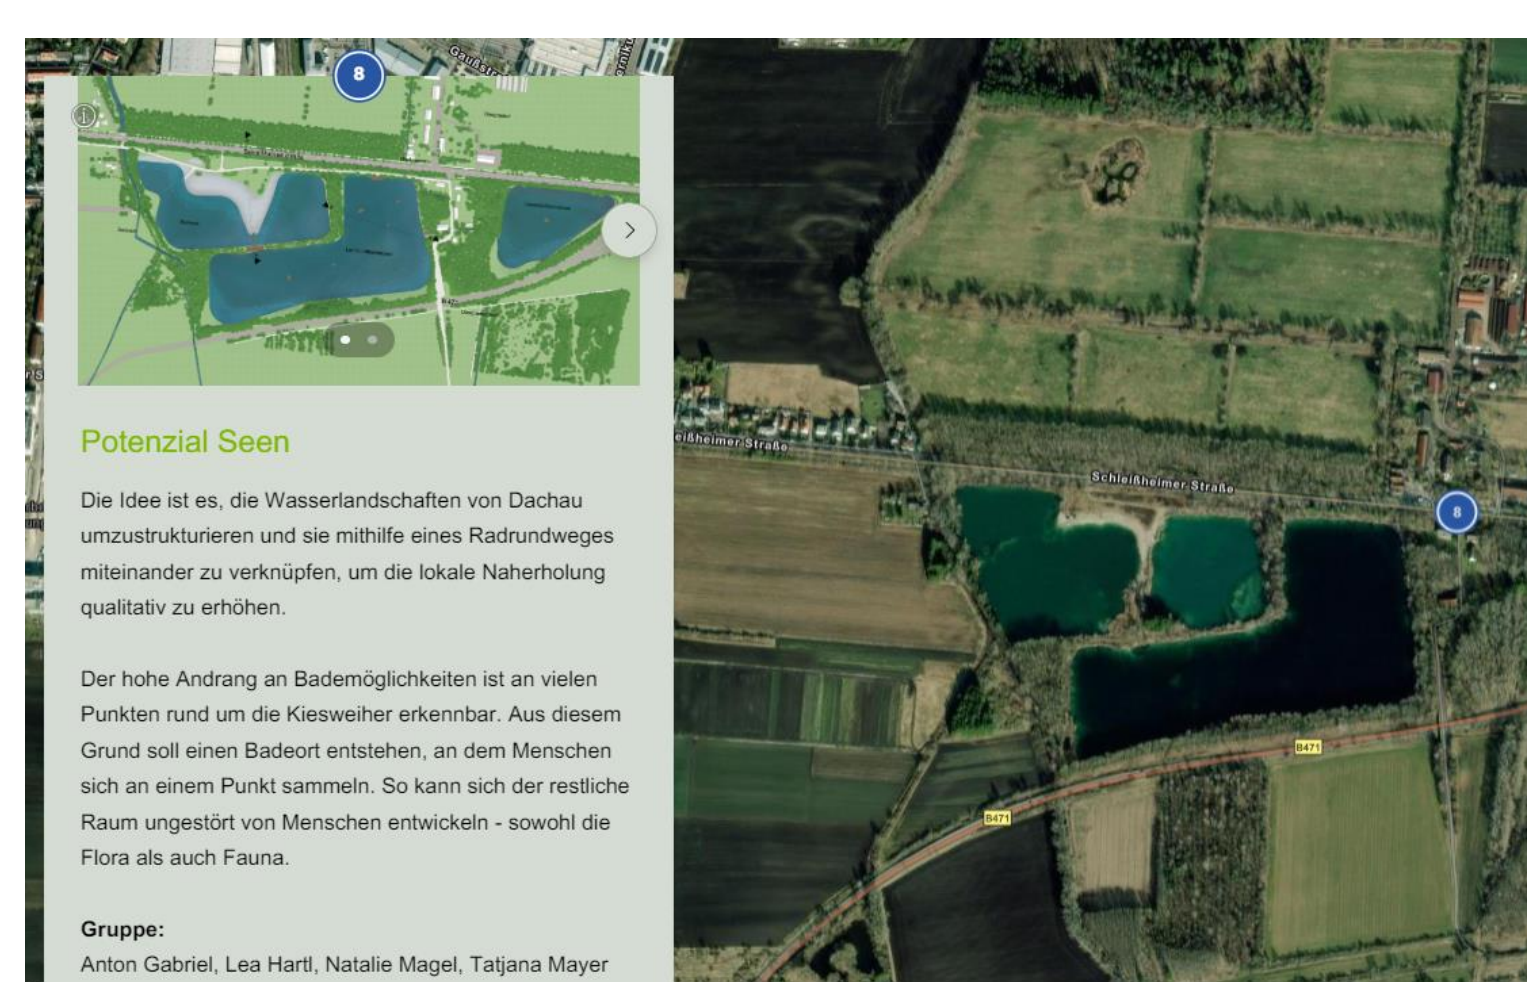 8
Potenzial Seen
Die Idee ist es, die Wasserlandschaften von Dachau
umzustrukturieren und sie mithilfe eines Radrundweges
miteinander zu verknüpfen, um die lokale Naherholung
qualitativ zu erhöhen.
Der hohe Andrang an Bademöglichkeiten ist an vielen
Punkten rund um die Kiesweiher erkennbar. Aus diesem
Grund soll einen Badeort entstehen, an dem Menschen
sich an einem Punkt sammeln. So kann sich der restliche
Raum ungestört von Menschen entwickeln - sowohl die
Flora als auch Fauna.
Gruppe:
Anton Gabriel, Lea Hartl, Natalie Magel, Tatjana Mayer
eißheimer Straße
Schleißheimer Straße
8
B471
B471